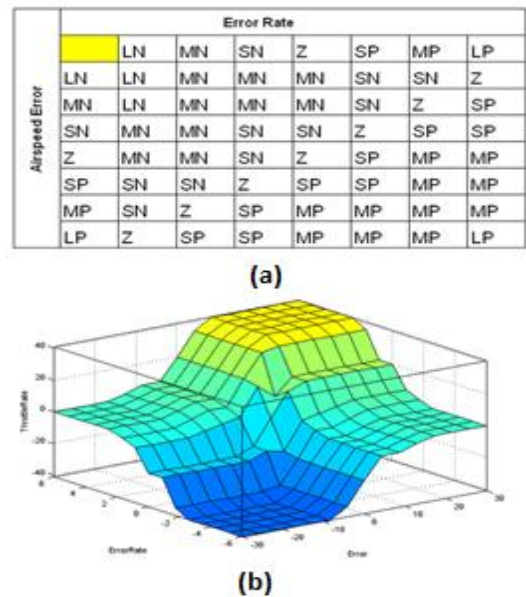 Error Rate
LN MN SN Z SP MP LP
Airspeed Error
LN LN MN MN MN SN SN Z
MN LN MN MN MN SN Z SP
SN MN MN SN SN Z SP SP
Z MN MN SN Z SP MP MP
SP SN SN Z SP SP MP MP
MP SN Z SP MP MP MP MP
LP Z SP SP MP MP MP LP
(a)
40
20
0
-20
-40
ThrottleRate
6
4
2
0
-2
-4
-6
ErrorRate
-30
-20
-10
0
10
20
30
Error
(b)